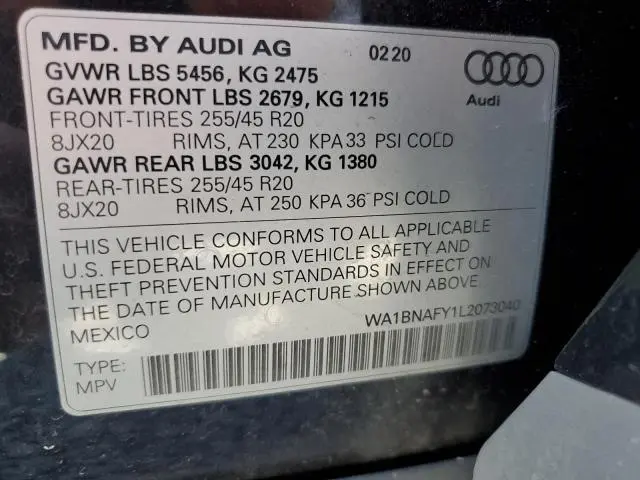 MFD. BY AUDI AG 0220
GVWR LBS 5456, KG 2475
GAWR FRONT LBS 2679, KG 1215
FRONT-TIRES 255/45 R20
8JX20 RIMS, AT 230 KPA 33 PSI COLD
GAWR REAR LBS 3042, KG 1380
REAR-TIRES 255/45 R20
8JX20 RIMS, AT 250 KPA 36 PSI COLD
Audi
THIS VEHICLE CONFORMS TO ALL APPLICABLE
U.S. FEDERAL MOTOR VEHICLE SAFETY AND
THEFT PREVENTION STANDARDS IN EFFECT ON
THE DATE OF MANUFACTURE SHOWN ABOVE
MEXICO WA1BNAFY1L2073040
TYPE:
MPV